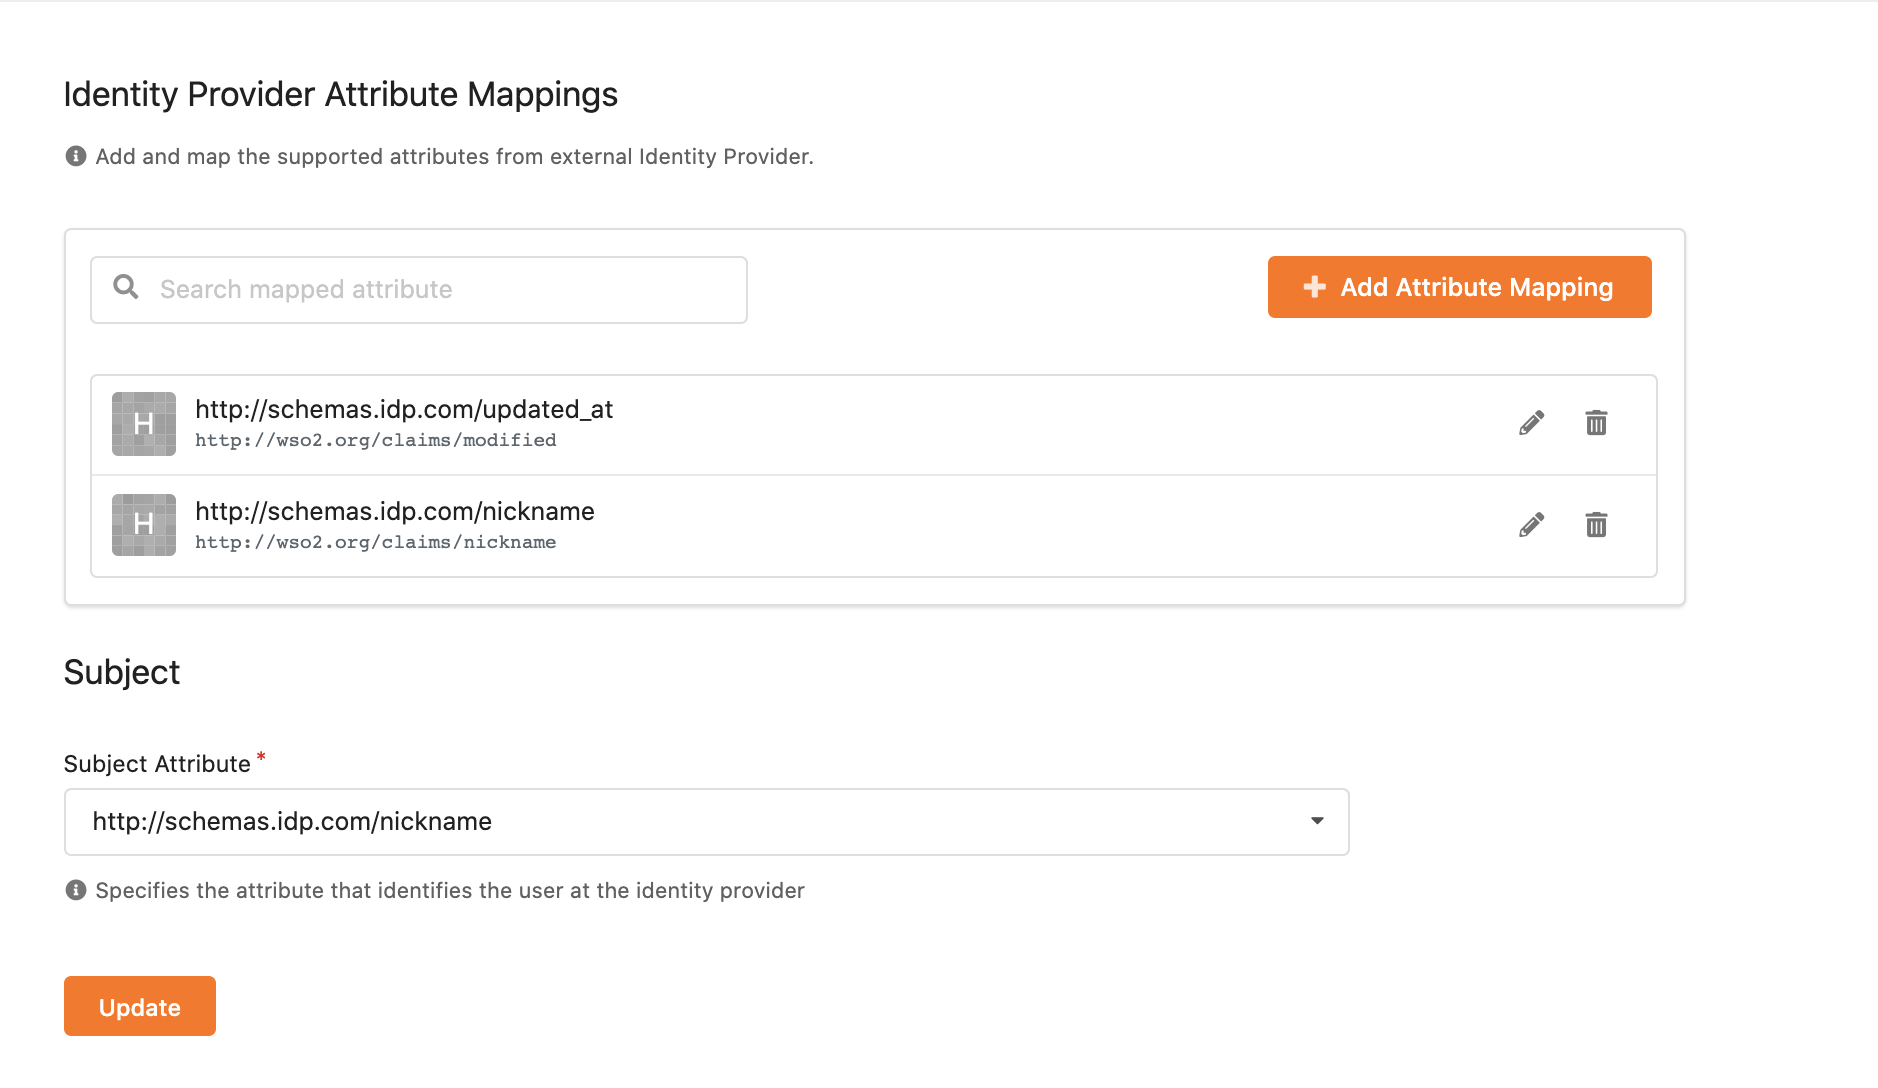 Identity Provider Attribute Mappings
Add and map the supported attributes from external Identity Provider.
Search mapped attribute
Add Attribute Mapping
H
http://schemas.idp.com/updated_at
http://wso2.org/claims/modified
H
http://schemas.idp.com/nickname
http://wso2.org/claims/nickname
Subject
Subject Attribute *
http://schemas.idp.com/nickname
Specifies the attribute that identifies the user at the identity provider
Update